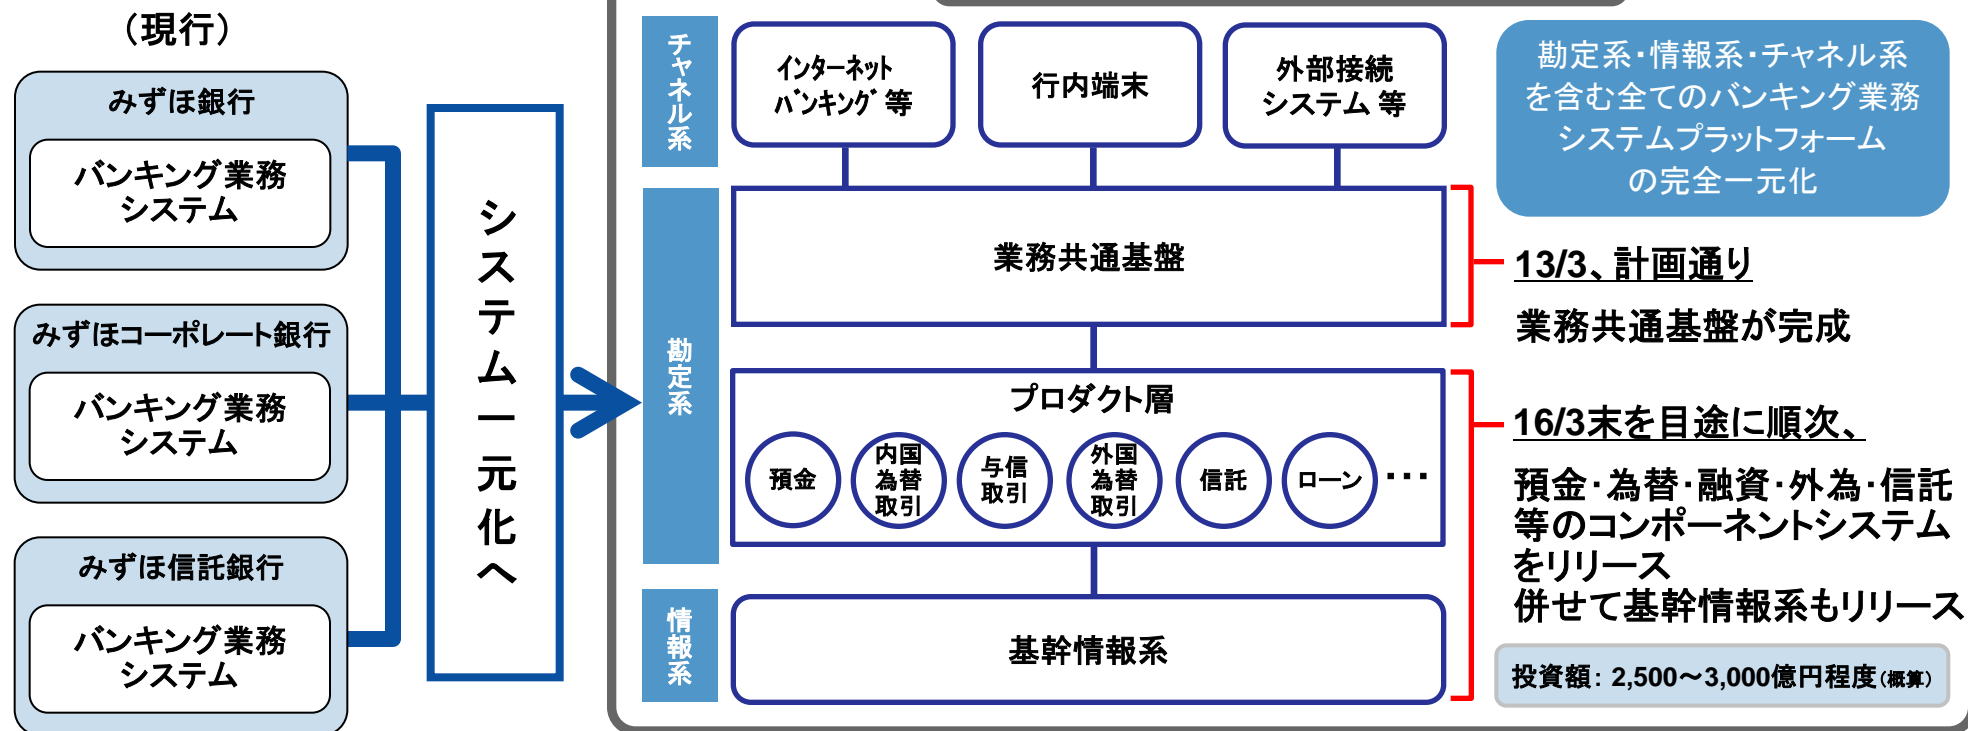 （現行）
みずほ銀行
バンキング業務
システム
みずほコーポレート銀行
バンキング業務
システム
みずほ信託銀行
バンキング業務
システム
システム一元化へ
チャネル系
インターネット
バンキング 等
行内端末
外部接続
システム 等
勘定系
業務共通基盤
プロダクト層
預金
内国
為替
取引
与信
取引
外国
為替
取引
信託
ローン
…
情報系
基幹情報系
勘定系・情報系・チャネル系
を含む全てのバンキング業務
システムプラットフォーム
の完全一元化
13/3、計画通り
業務共通基盤が完成
16/3末を目途に順次、
預金・為替・融資・外為・信託
等のコンポーネントシステム
をリリース
併せて基幹情報系もリリース
投資額： 2,500～3,000億円程度（概算）